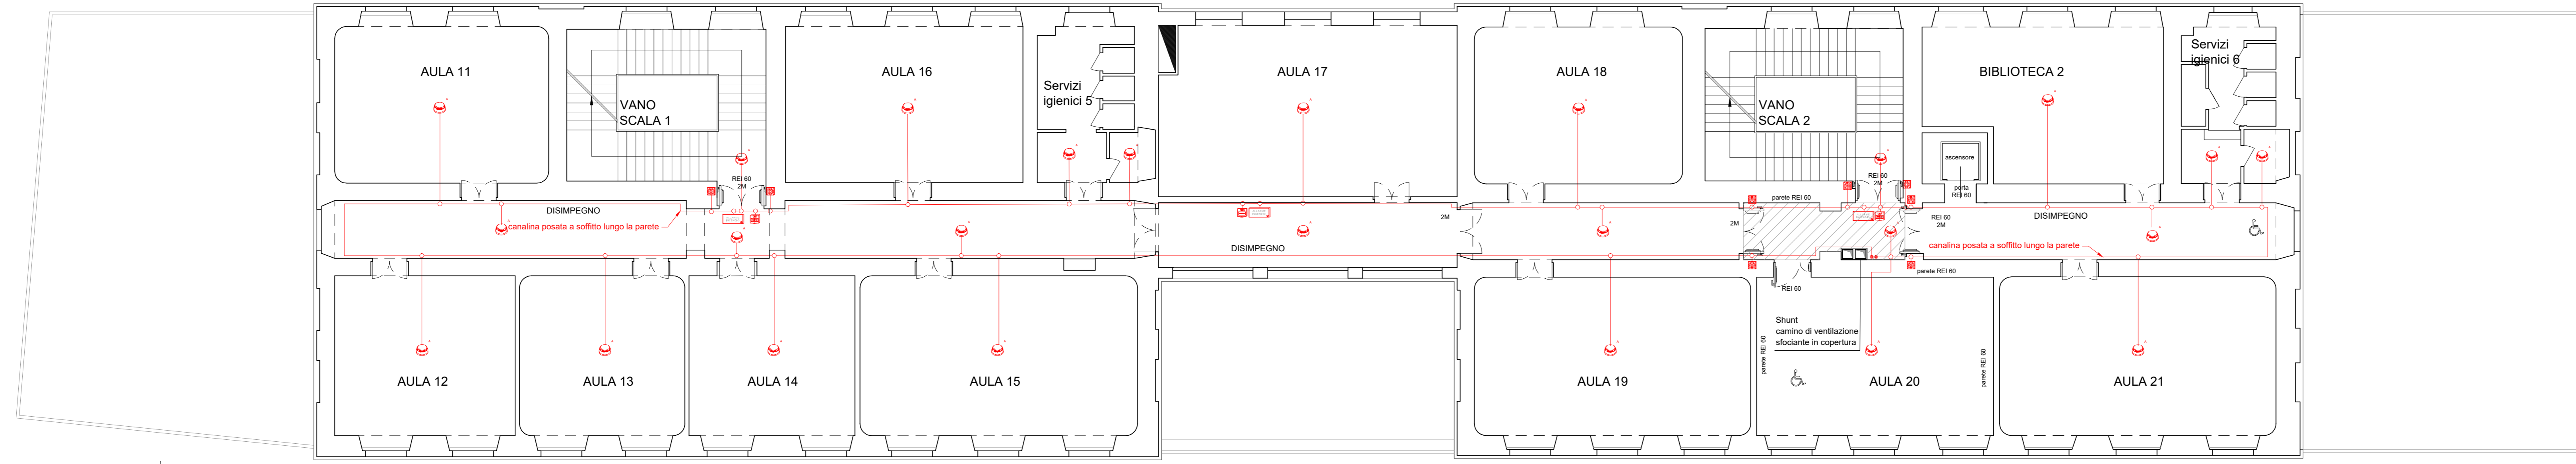 AULA 11
VANO
SCALA 1
AULA 16
Servizi
igienici 5
AULA 17
AULA 18
VANO
SCALA 2
BIBLIOTECA 2
Servizi
igienici 6
ascensore
porta
REI 60
REI 60
2M
REI 60
2M
parete REI 60
DISIMPEGNO
canalina posata a soffitto lungo la parete
2M
DISIMPEGNO
2M
REI 60
2M
DISIMPEGNO
canalina posata a soffitto lungo la parete
parete REI 60
REI 60
Shunt
camino di ventilazione
sfociante in copertura
parete REI 60
parete REI 60
AULA 12
AULA 13
AULA 14
AULA 15
AULA 19
AULA 20
AULA 21